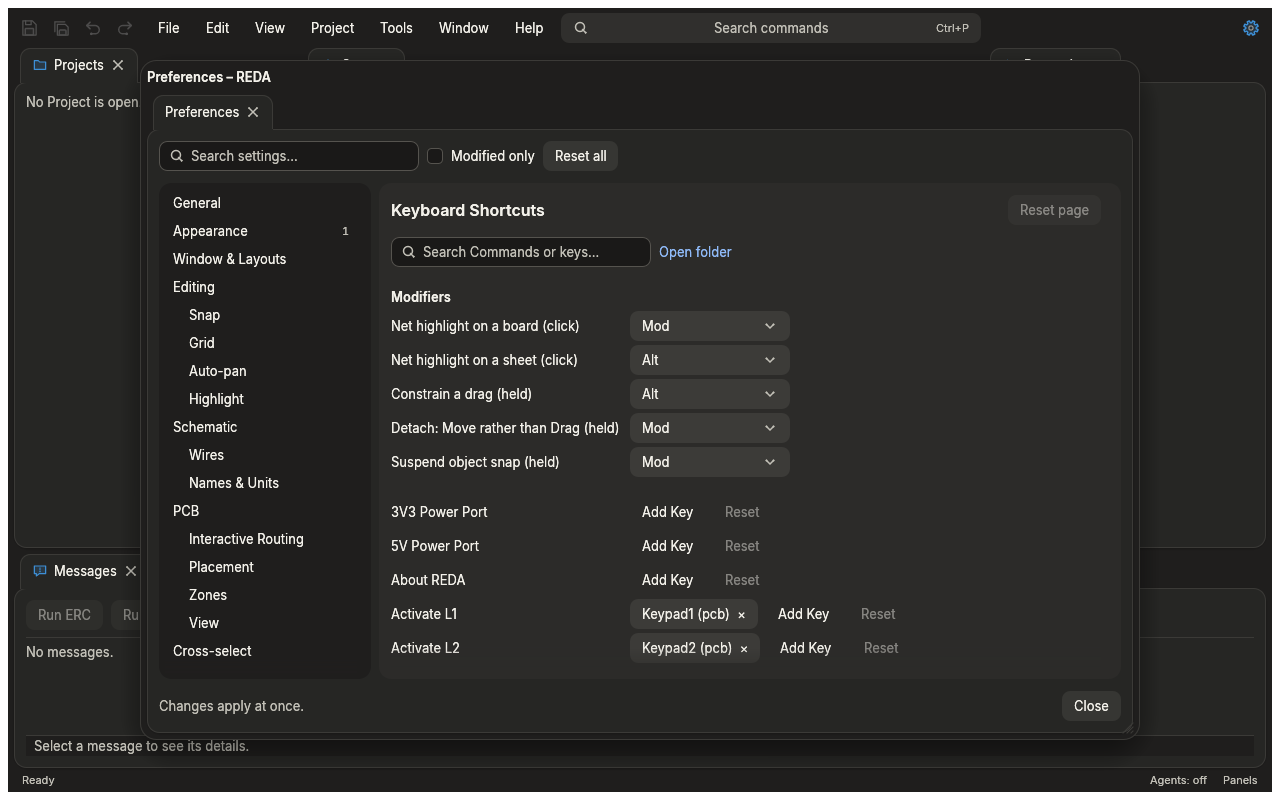 File Edit View Project Tools Window Help Search commands Ctrl+P
Projects
No Project is open
Preferences – REDA
Preferences
Search settings...
Modified only
Reset all
General
Appearance 1
Window & Layouts
Editing
Snap
Grid
Auto-pan
Highlight
Schematic
Wires
Names & Units
PCB
Interactive Routing
Placement
Zones
View
Cross-select
Keyboard Shortcuts
Reset page
Search Commands or keys...
Open folder
Modifiers
Net highlight on a board (click) Mod
Net highlight on a sheet (click) Alt
Constrain a drag (held) Alt
Detach: Move rather than Drag (held) Mod
Suspend object snap (held) Mod
3V3 Power Port Add Key Reset
5V Power Port Add Key Reset
About REDA Add Key Reset
Activate L1 Keypad1 (pcb) × Add Key Reset
Activate L2 Keypad2 (pcb) × Add Key Reset
Changes apply at once.
Close
Messages
Run ERC Ru
No messages.
Select a message to see its details.
Ready
Agents: off Panels